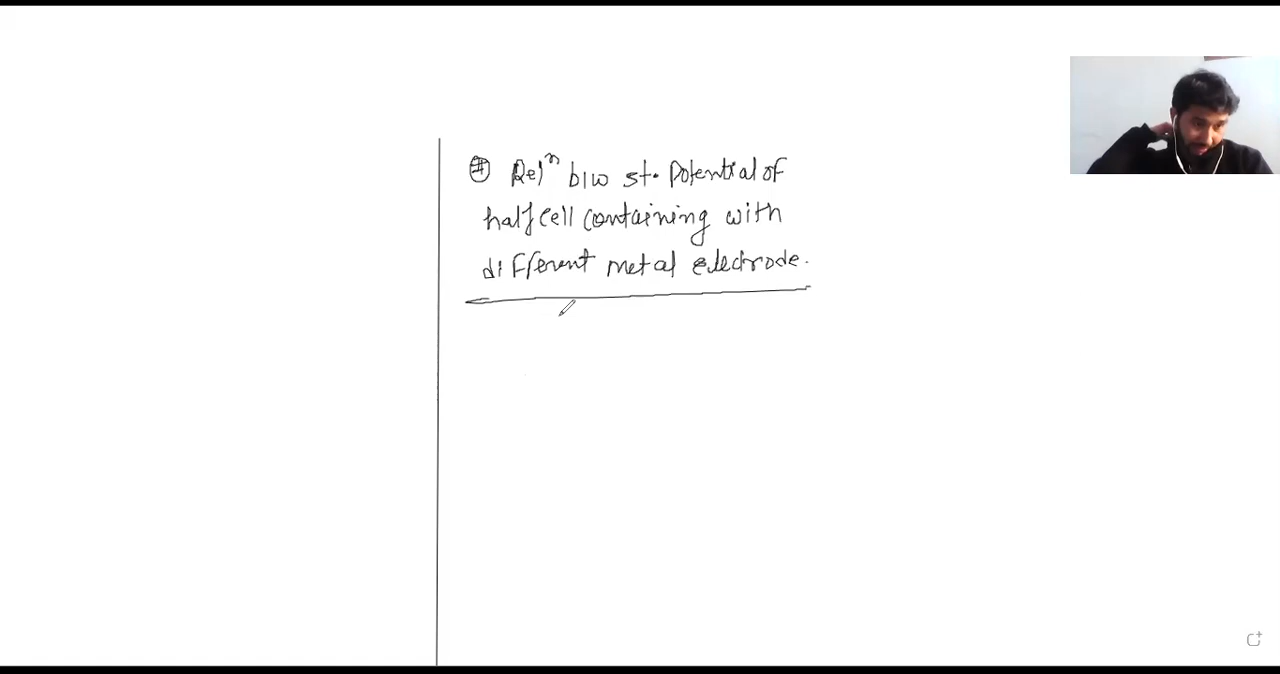 # Relⁿ b/w st. Potential of
half cell containing with
different metal electrode.